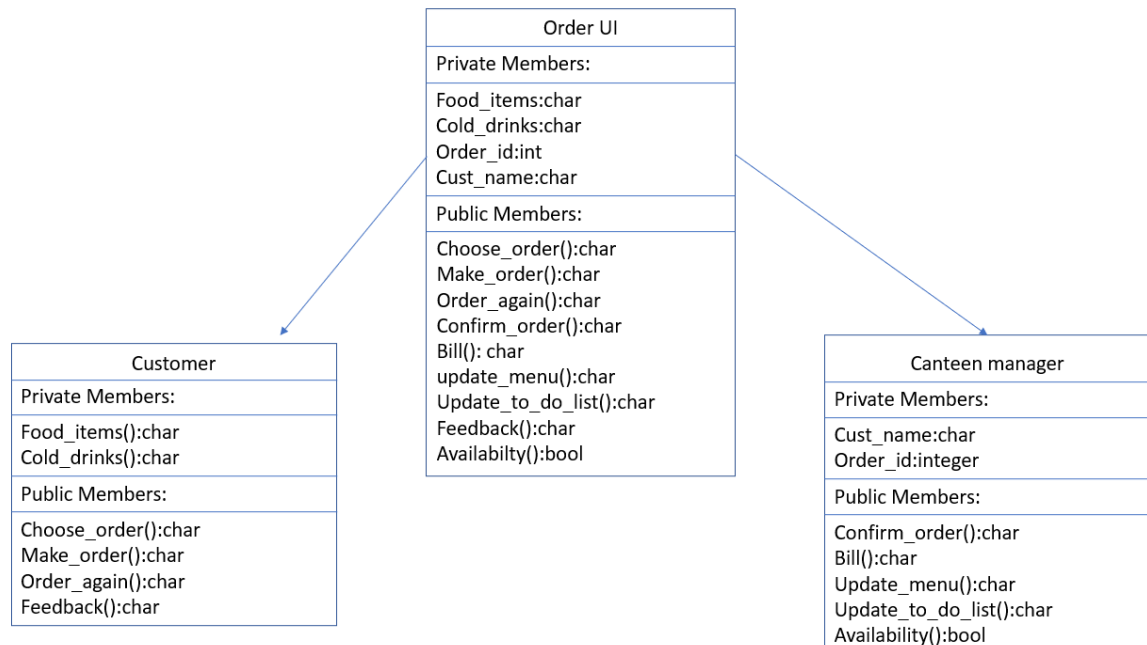 Order UI
Private Members:
Food_items:char
Cold_drinks:char
Order_id:int
Cust_name:char
Public Members:
Choose_order():char
Make_order():char
Order_again():char
Confirm_order():char
Bill(): char
update_menu():char
Update_to_do_list():char
Feedback():char
Availabilty():bool
Customer
Private Members:
Food_items():char
Cold_drinks():char
Public Members:
Choose_order():char
Make_order():char
Order_again():char
Feedback():char
Canteen manager
Private Members:
Cust_name:char
Order_id:integer
Public Members:
Confirm_order():char
Bill():char
Update_menu():char
Update_to_do_list():char
Availability():bool